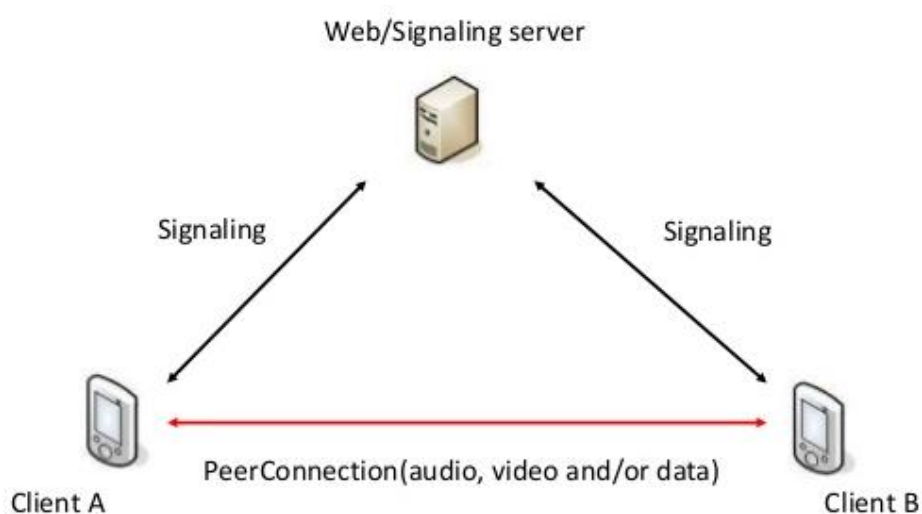 Web/Signaling server
Signaling
Signaling
PeerConnection(audio, video and/or data)
Client A
Client B